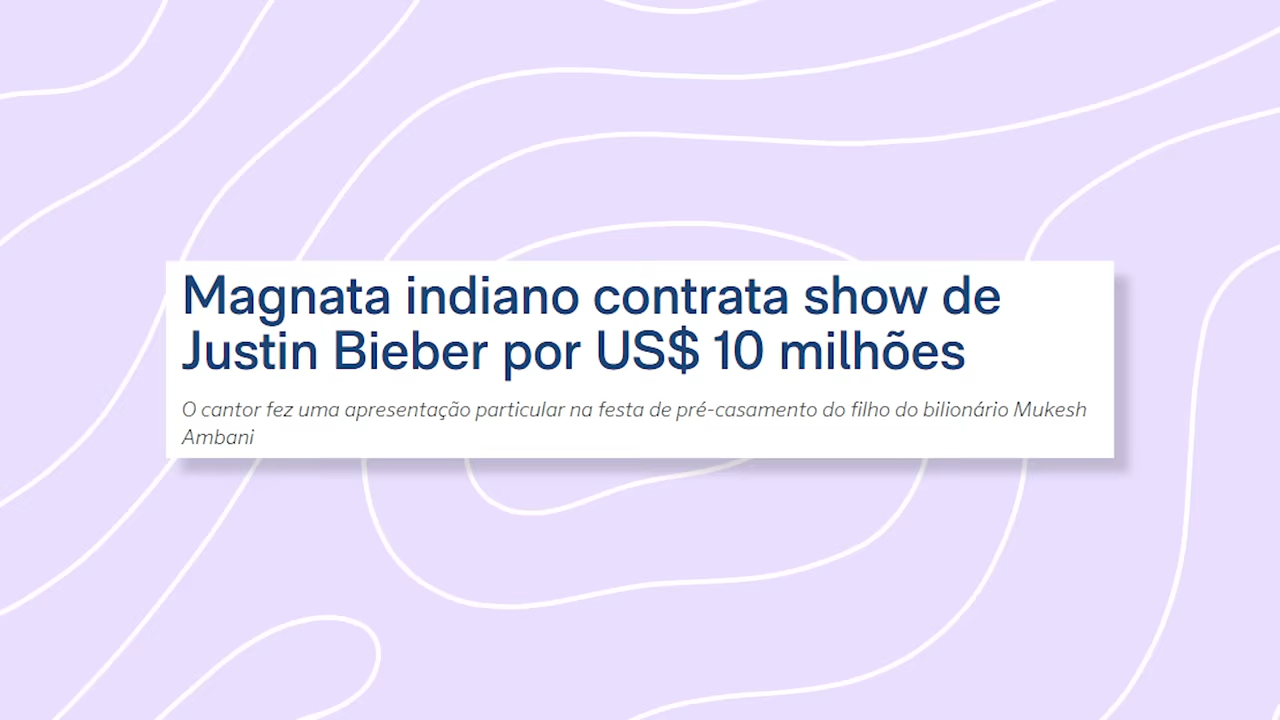 Magnata indiano contrata show de
Justin Bieber por US$ 10 milhões
O cantor fez uma apresentação particular na festa de pré-casamento do filho do bilionário Mukesh
Ambani